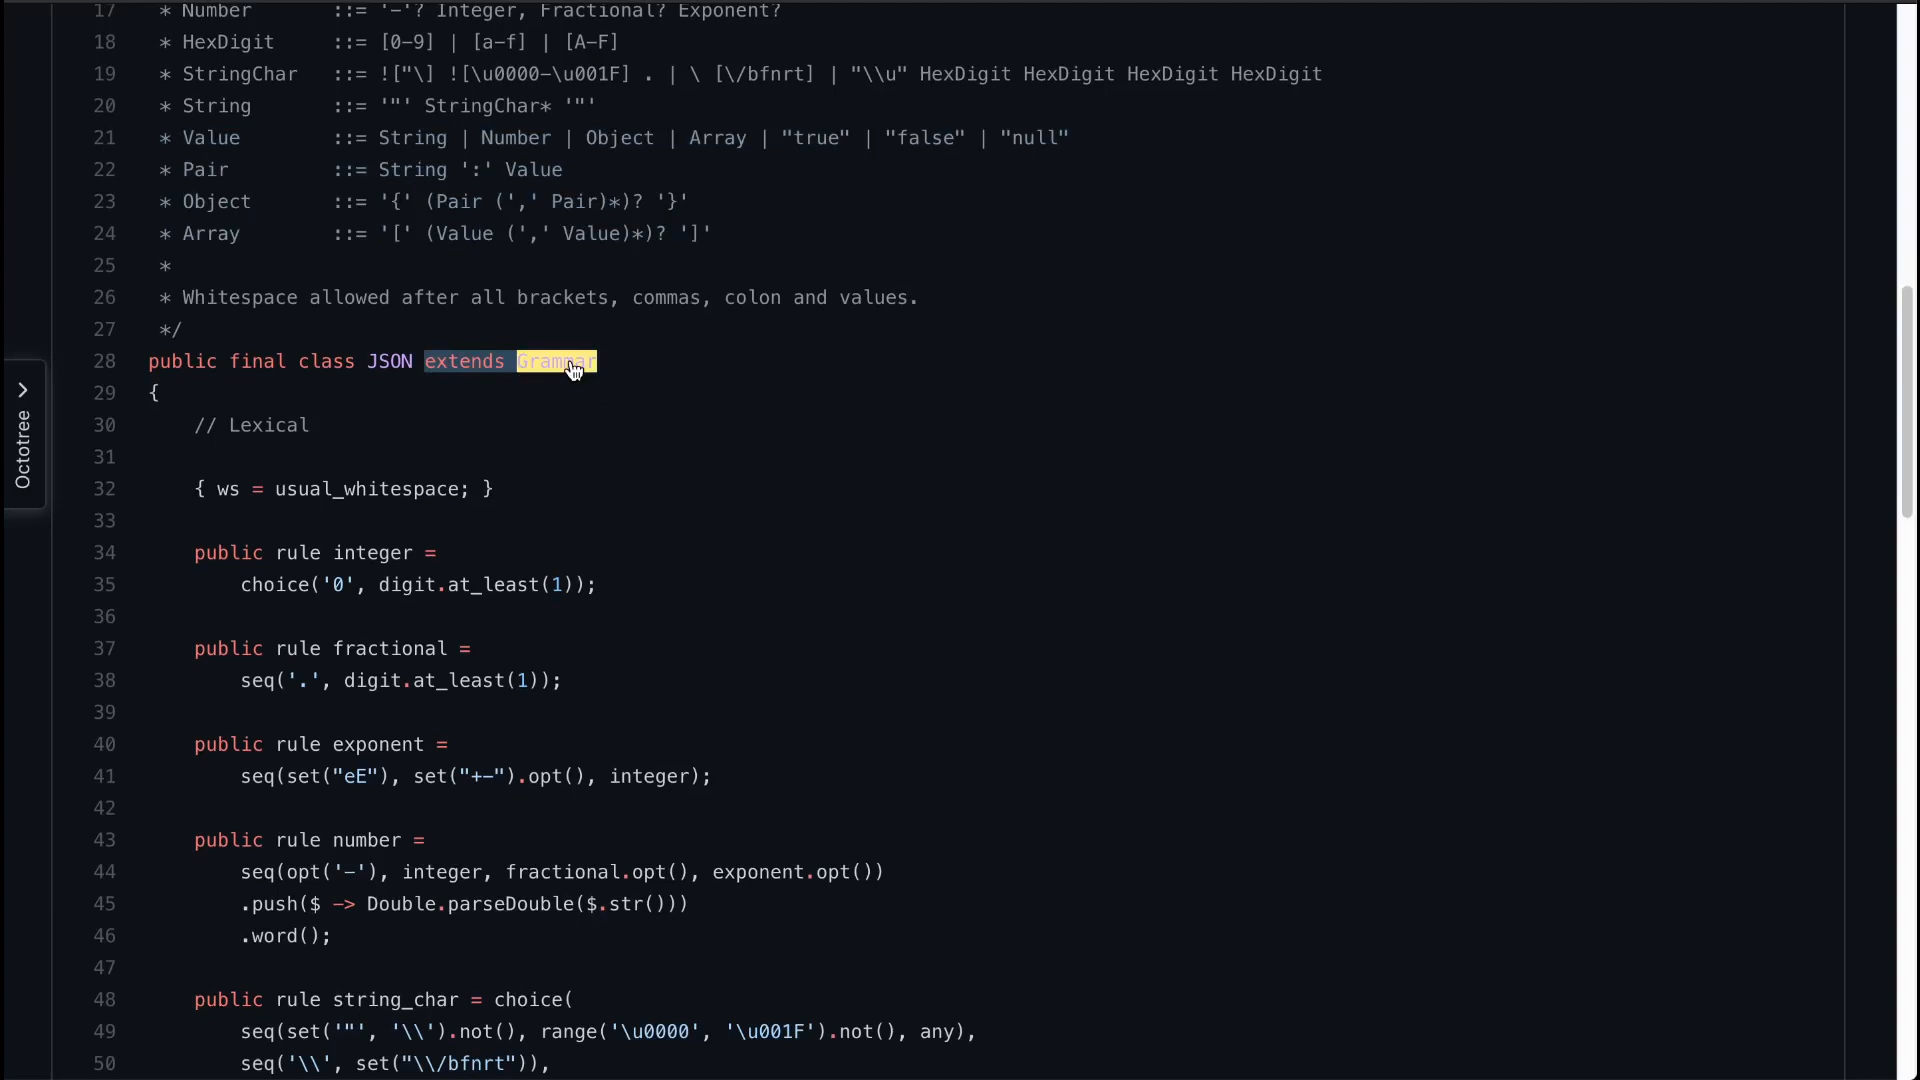 17 * Number ::= '-'? Integer, Fractional? Exponent?
18 * HexDigit ::= [0-9] | [a-f] | [A-F]
19 * StringChar ::= !["\] ![\u0000-\u001F] . | \ [\/bfnrt] | "\\u" HexDigit HexDigit HexDigit HexDigit
20 * String ::= '"' StringChar* '"'
21 * Value ::= String | Number | Object | Array | "true" | "false" | "null"
22 * Pair ::= String ':' Value
23 * Object ::= '{' (Pair (',' Pair)*)? '}'
24 * Array ::= '[' (Value (',' Value)*)? ']'
25 *
26 * Whitespace allowed after all brackets, commas, colon and values.
27 */
28 public final class JSON extends Grammar
29 {
30 // Lexical
31
32 { ws = usual_whitespace; }
33
34 public rule integer =
35 choice('0', digit.at_least(1));
36
37 public rule fractional =
38 seq('.', digit.at_least(1));
39
40 public rule exponent =
41 seq(set("eE"), set("+-").opt(), integer);
42
43 public rule number =
44 seq(opt('-'), integer, fractional.opt(), exponent.opt())
45 .push($ -> Double.parseDouble($.str()))
46 .word();
47
48 public rule string_char = choice(
49 seq(set('"', '\\').not(), range('\u0000', '\u001F').not(), any),
50 seq('\\', set("\\/bfnrt")),
Octotree